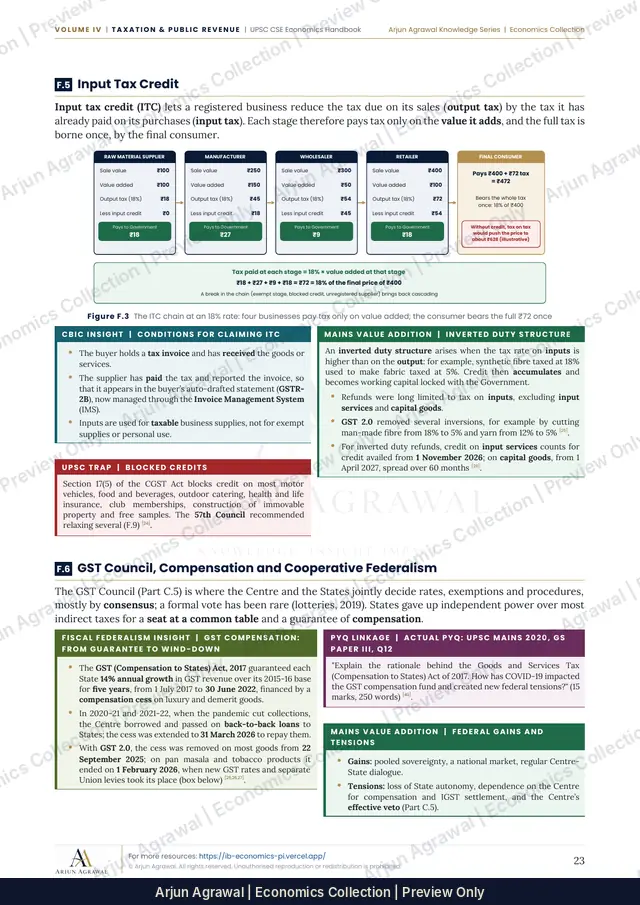 VOLUME IV | TAXATION & PUBLIC REVENUE | UPSC CSE Economics Handbook
Arjun Agrawal Knowledge Series | Economics Collection
F.5 Input Tax Credit
Input tax credit (ITC) lets a registered business reduce the tax due on its sales (output tax) by the tax it has
already paid on its purchases (input tax). Each stage therefore pays tax only on the value it adds, and the full tax is
borne once, by the final consumer.
RAW MATERIAL SUPPLIER
Sale value ₹100
Value added ₹100
Output tax (18%) ₹18
Less input credit ₹0
Pays to Government
₹18
MANUFACTURER
Sale value ₹250
Value added ₹150
Output tax (18%) ₹45
Less input credit ₹18
Pays to Government
₹27
WHOLESALER
Sale value ₹300
Value added ₹50
Output tax (18%) ₹54
Less input credit ₹45
Pays to Government
₹9
RETAILER
Sale value ₹400
Value added ₹100
Output tax (18%) ₹72
Less input credit ₹54
Pays to Government
₹18
FINAL CONSUMER
Pays ₹400 + ₹72 tax
= ₹472
Bears the whole tax
once: 18% of ₹400
Without credit, tax on tax
would push the price to
about ₹628 (illustrative)
Tax paid at each stage = 18% × value added at that stage
₹18 + ₹27 + ₹9 + ₹18 = ₹72 = 18% of the final price of ₹400
A break in the chain (exempt stage, blocked credit, unregistered supplier) brings back cascading
Figure F.3 The ITC chain at an 18% rate: four businesses pay tax only on value added; the consumer bears the full ₹72 once
CBIC INSIGHT | CONDITIONS FOR CLAIMING ITC
• The buyer holds a tax invoice and has received the goods or
services.
• The supplier has paid the tax and reported the invoice, so
that it appears in the buyer's auto-drafted statement (GSTR-
2B), now managed through the Invoice Management System
(IMS).
• Inputs are used for taxable business supplies, not for exempt
supplies or personal use.
UPSC TRAP | BLOCKED CREDITS
Section 17(5) of the CGST Act blocks credit on most motor
vehicles, food and beverages, outdoor catering, health and life
insurance, club memberships, construction of immovable
property and free samples. The 57th Council recommended
relaxing several (F.9)
MAINS VALUE ADDITION | INVERTED DUTY STRUCTURE
An inverted duty structure arises when the tax rate on inputs is
higher than on the output: for example, synthetic fibre taxed at 18%
used to make fabric taxed at 5%. Credit then accumulates and
becomes working capital locked with the Government.
• Refunds were long limited to tax on inputs, excluding input
services and capital goods.
• GST 2.0 removed several inversions, for example by cutting
man-made fibre from 18% to 5% and yarn from 12% to 5%
• For inverted duty refunds, credit on input services counts for
credit availed from 1 November 2026; on capital goods, from 1
April 2027, spread over 60 months
F.6 GST Council, Compensation and Cooperative Federalism
The GST Council (Part C.5) is where the Centre and the States jointly decide rates, exemptions and procedures,
mostly by consensus; a formal vote has been rare (lotteries, 2019). States gave up independent power over most
indirect taxes for a seat at a common table and a guarantee of compensation.
FISCAL FEDERALISM INSIGHT | GST COMPENSATION:
FROM GUARANTEE TO WIND-DOWN
• The GST (Compensation to States) Act, 2017 guaranteed each
State 14% annual growth in GST revenue over its 2015-16 base
for five years, from 1 July 2017 to 30 June 2022, financed by a
compensation cess on luxury and demerit goods.
• In 2020-21 and 2021-22, when the pandemic cut collections,
the Centre borrowed and passed on back-to-back loans to
States; the cess was extended to 31 March 2026 to repay them.
• With GST 2.0, the cess was removed on most goods from 22
September 2025; on pan masala and tobacco products it
ended on 1 February 2026, when new GST rates and separate
Union levies took its place (box below)
PYQ LINKAGE | ACTUAL PYQ: UPSC MAINS 2020, GS
PAPER III, Q12
"Explain the rationale behind the Goods and Services Tax
(Compensation to States) Act of 2017. How has COVID-19 impacted
the GST compensation fund and created new federal tensions?" (15
marks, 250 words)
MAINS VALUE ADDITION | FEDERAL GAINS AND
TENSIONS
• Gains: pooled sovereignty, a national market, regular Centre-
State dialogue.
• Tensions: loss of State autonomy, dependence on the Centre
for compensation and IGST settlement, and the Centre's
effective veto (Part C.5).
ARJUN AGRAWAL
For more resources: https://ib-economics-pi.vercel.app/
© Arjun Agrawal. All rights reserved. Unauthorised reproduction or redistribution is prohibited.
23
Arjun Agrawal | Economics Collection | Preview Only